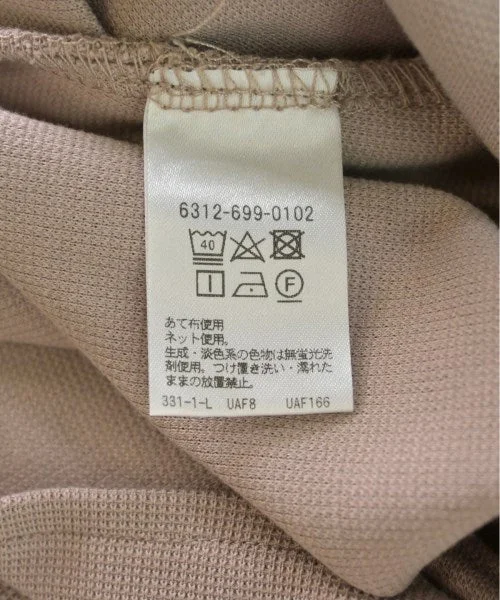 6312-699-0102
40
F
あて布使用
ネット使用。
生成・淡色系の色物は無蛍光洗
剤使用。つけ置き洗い・濡れた
ままの放置禁止。
331-1-L UAF8 UAF166